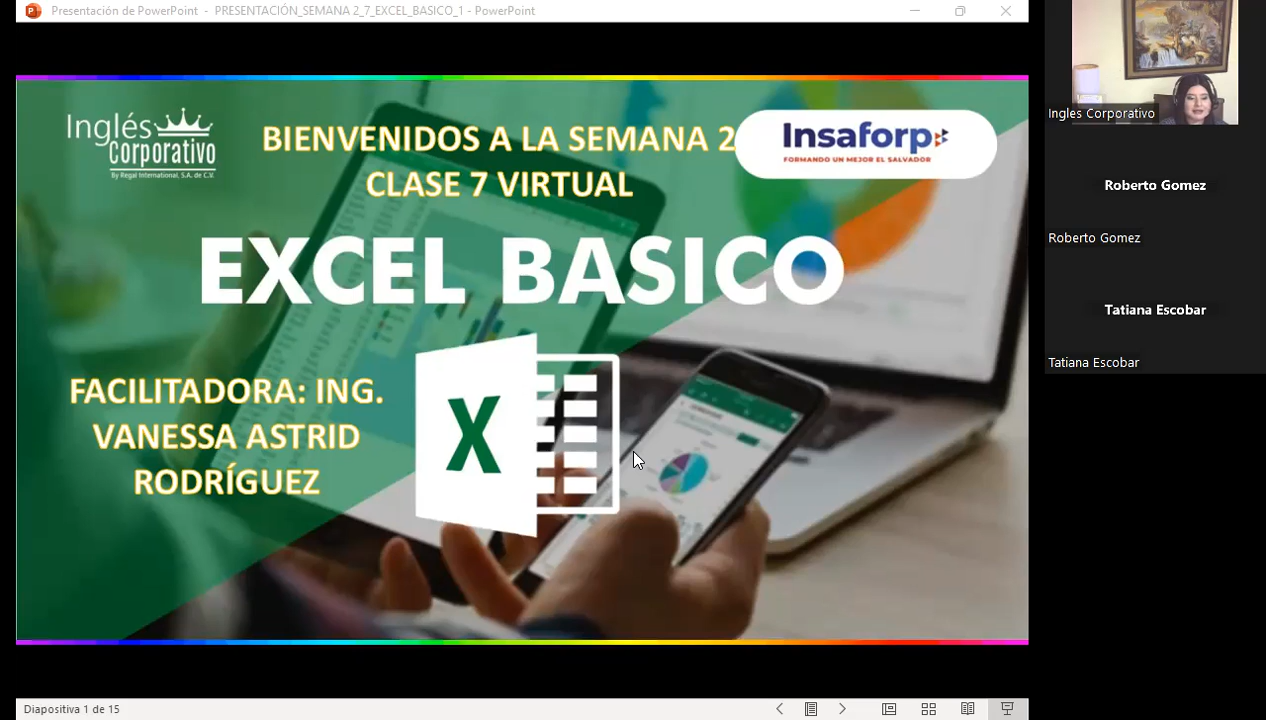 Presentación de PowerPoint - PRESENTACIÓN_SEMANA 2_7_EXCEL_BASICO_1 - PowerPoint
Inglés
Corporativo
By Regal International, S.A. de C.V.
BIENVENIDOS A LA SEMANA 2
CLASE 7 VIRTUAL
Insaforp
FORMANDO UN MEJOR EL SALVADOR
EXCEL BASICO
FACILITADORA: ING.
VANESSA ASTRID
RODRÍGUEZ
X
Ingles Corporativo
Roberto Gomez
Roberto Gomez
Tatiana Escobar
Tatiana Escobar
Diapositiva 1 de 15